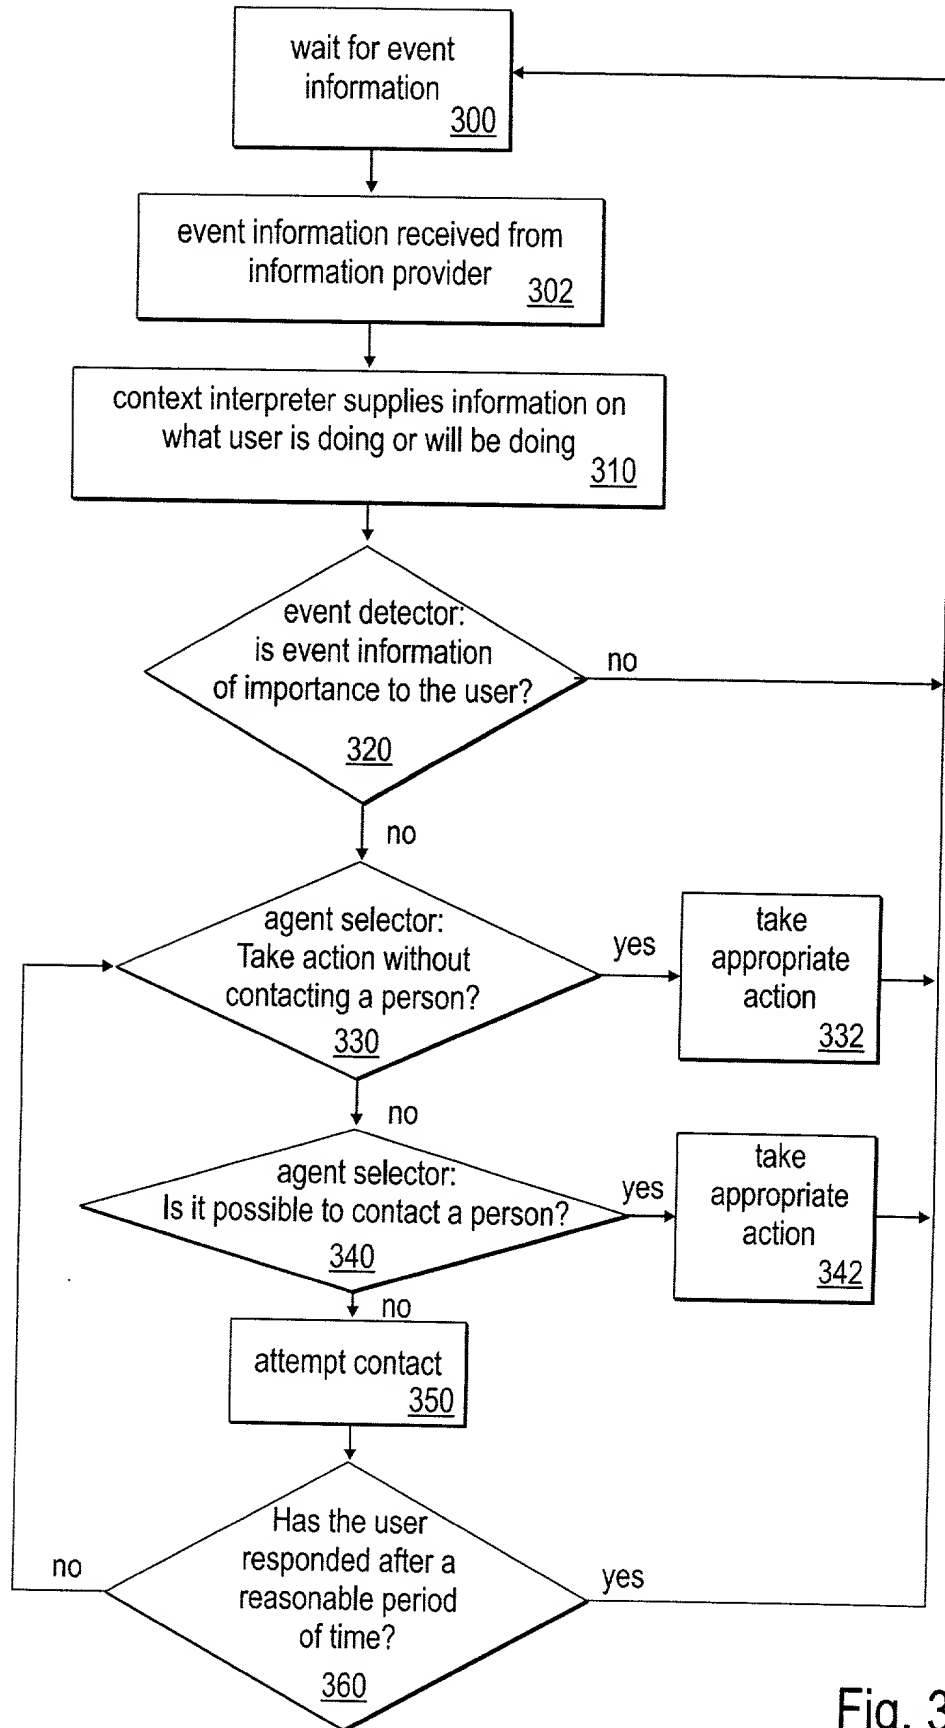 wait for event
information
300
event information received from
information provider
302
context interpreter supplies information on
what user is doing or will be doing
310
event detector:
is event information
of importance to the user?
320
no
no
agent selector:
Take action without
contacting a person?
330
yes
take
appropriate
action
332
no
agent selector:
Is it possible to contact a person?
340
yes
take
appropriate
action
342
no
attempt contact
350
Has the user
responded after a
reasonable period
of time?
360
no
yes
Fig. 3